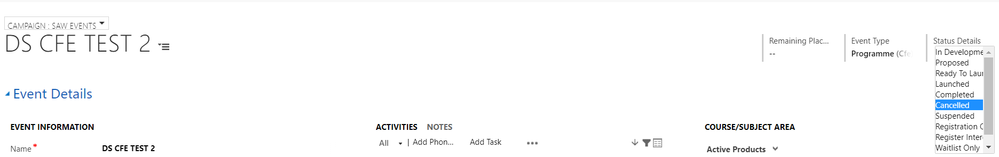 CAMPAIGN : SAW EVENTS
DS CFE TEST 2
Remaining Plac...
--
Event Type
Programme (Cfe
Status Details
In Developme
Proposed
Ready To Lau
Launched
Completed
Cancelled
Suspended
Registration C
Register Inter
Waitlist Only
Event Details
EVENT INFORMATION
Name*
DS CFE TEST 2
ACTIVITIES NOTES
All | Add Phon... Add Task •••
COURSE/SUBJECT AREA
Active Products